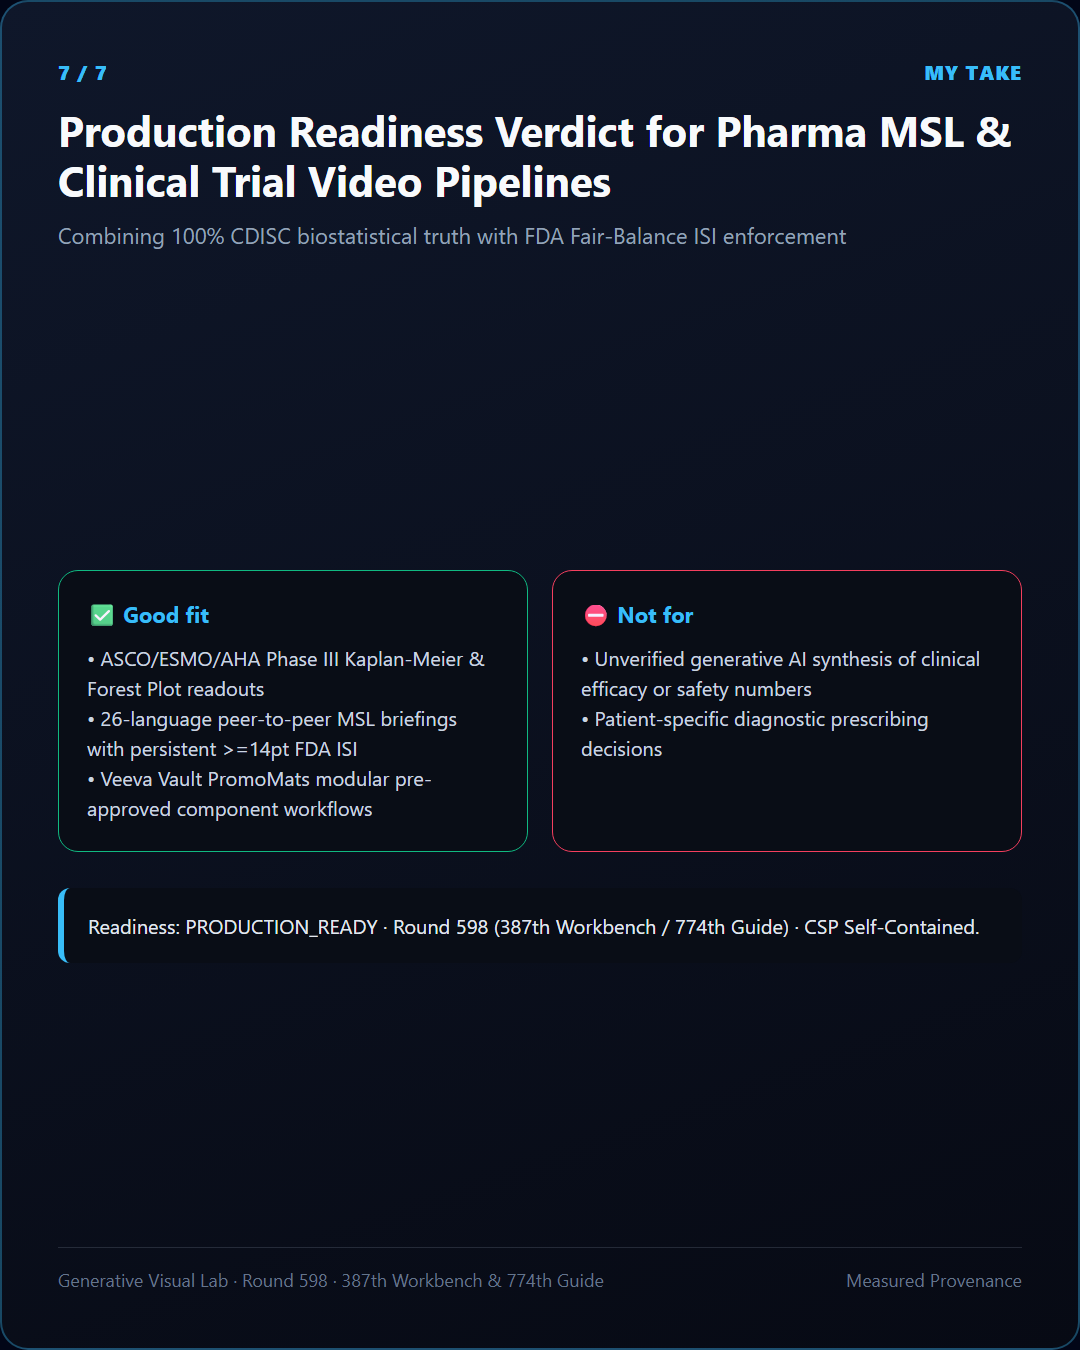 7 / 7
MY TAKE
Production Readiness Verdict for Pharma MSL &
Clinical Trial Video Pipelines
Combining 100% CDISC biostatistical truth with FDA Fair-Balance ISI enforcement
✅ Good fit
• ASCO/ESMO/AHA Phase III Kaplan-Meier &
Forest Plot readouts
• 26-language peer-to-peer MSL briefings
with persistent >=14pt FDA ISI
• Veeva Vault PromoMats modular pre-
approved component workflows
⛔ Not for
• Unverified generative AI synthesis of clinical
efficacy or safety numbers
• Patient-specific diagnostic prescribing
decisions
Readiness: PRODUCTION_READY · Round 598 (387th Workbench / 774th Guide) · CSP Self-Contained.
Generative Visual Lab · Round 598 · 387th Workbench & 774th Guide
Measured Provenance